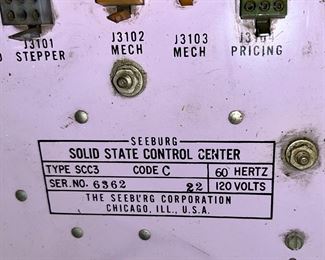 J3101 J3102 J3103
STEPPER MECH MECH PRICING
SEEBURG
SOLID STATE CONTROL CENTER
TYPE SCC3 CODE C 60 HERTZ
SER. NO. 6362 22 120 VOLTS
THE SEEBURG CORPORATION
CHICAGO, ILL., U.S.A.